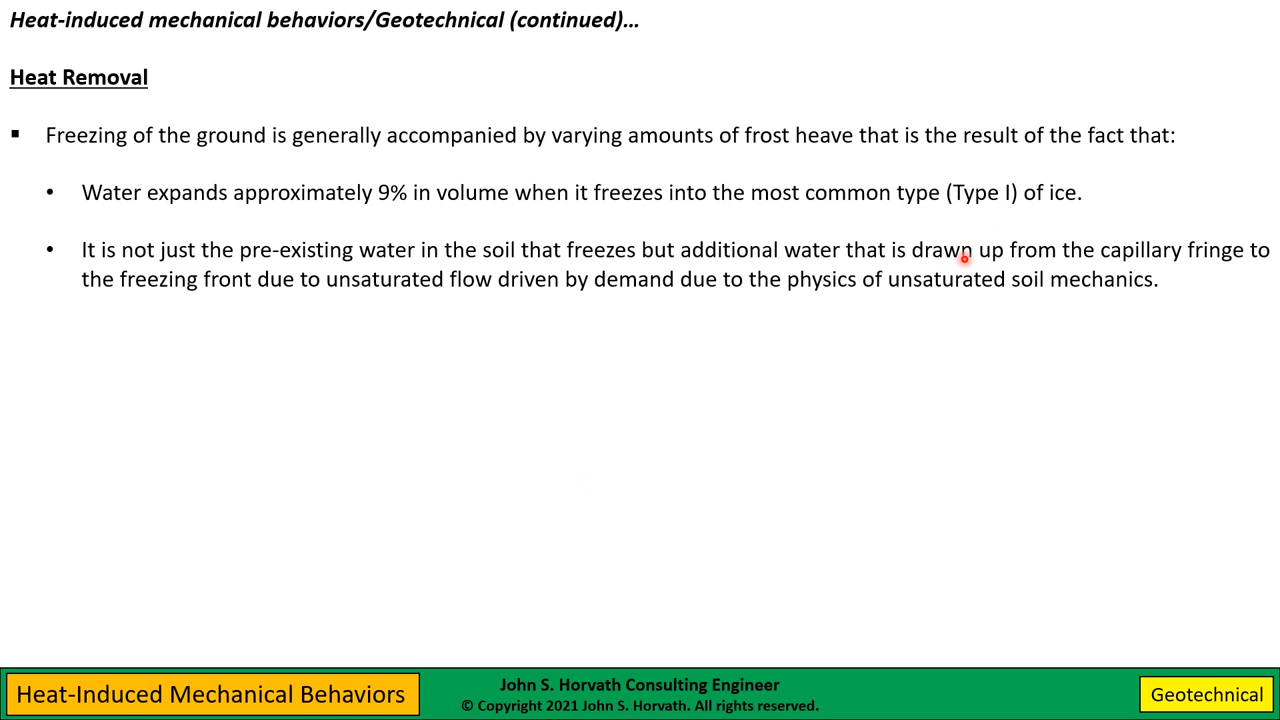 Heat-induced mechanical behaviors/Geotechnical (continued)…
Heat Removal
▪ Freezing of the ground is generally accompanied by varying amounts of frost heave that is the result of the fact that:
• Water expands approximately 9% in volume when it freezes into the most common type (Type I) of ice.
• It is not just the pre-existing water in the soil that freezes but additional water that is drawn up from the capillary fringe to
the freezing front due to unsaturated flow driven by demand due to the physics of unsaturated soil mechanics.
Heat-Induced Mechanical Behaviors
John S. Horvath Consulting Engineer
© Copyright 2021 John S. Horvath. All rights reserved.
Geotechnical